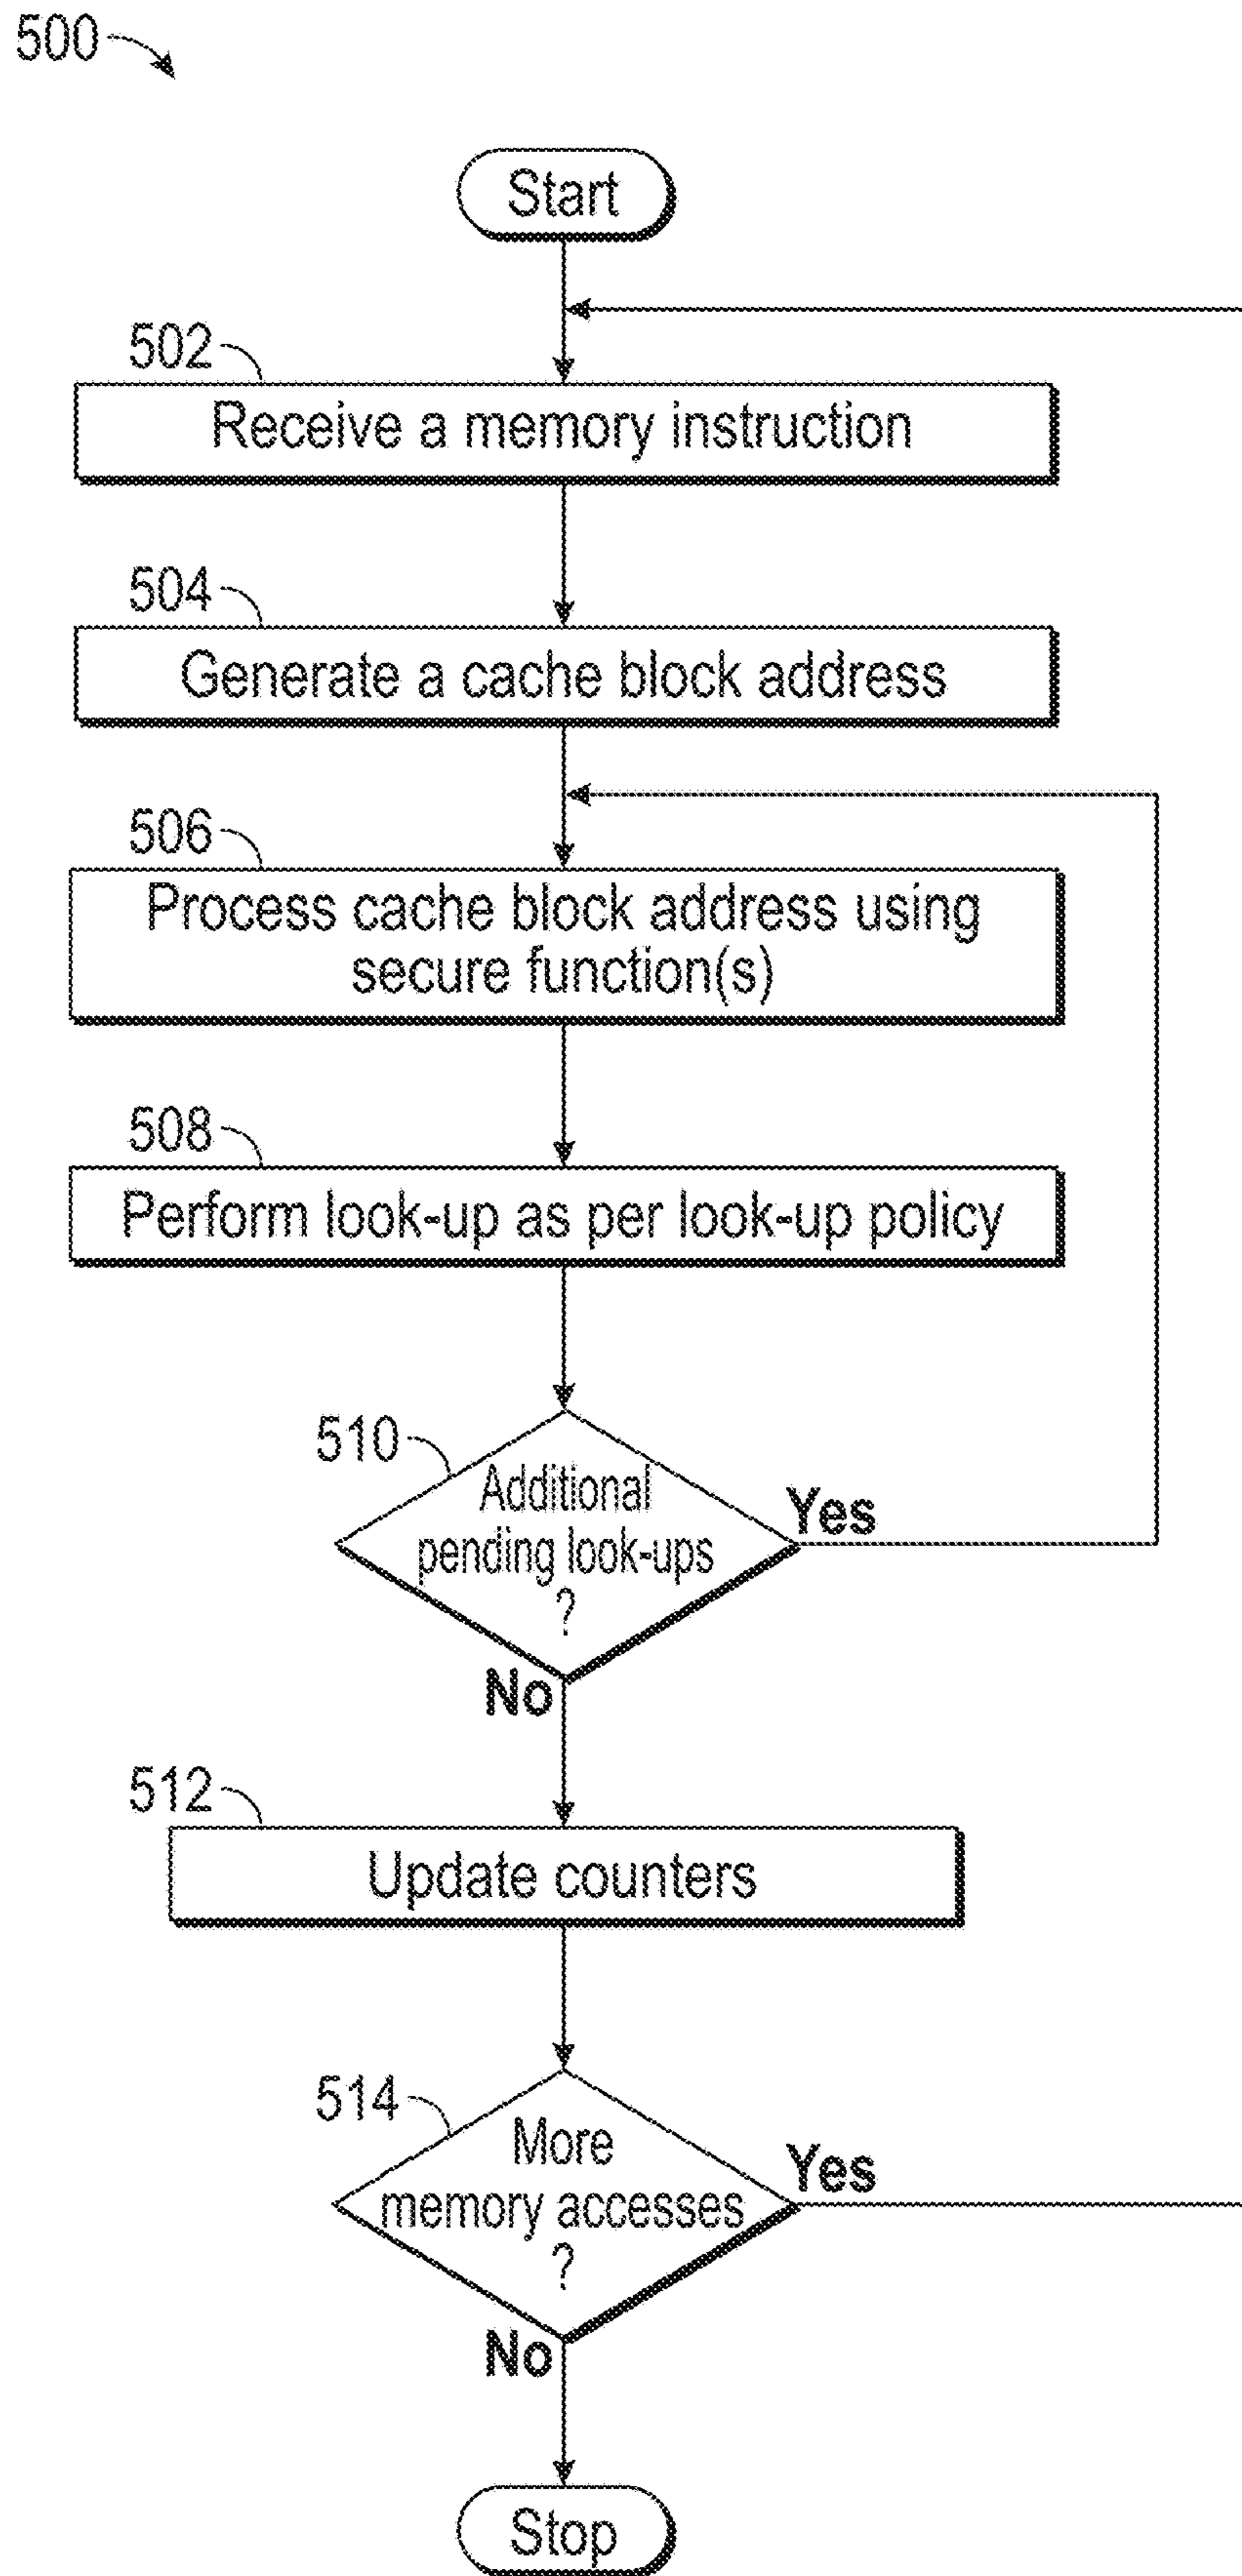 500
Start
502
Receive a memory instruction
504
Generate a cache block address
506
Process cache block address using
secure function(s)
508
Perform look-up as per look-up policy
510
Additional
pending look-ups
?
Yes
No
512
Update counters
514
More
memory accesses
?
Yes
No
Stop